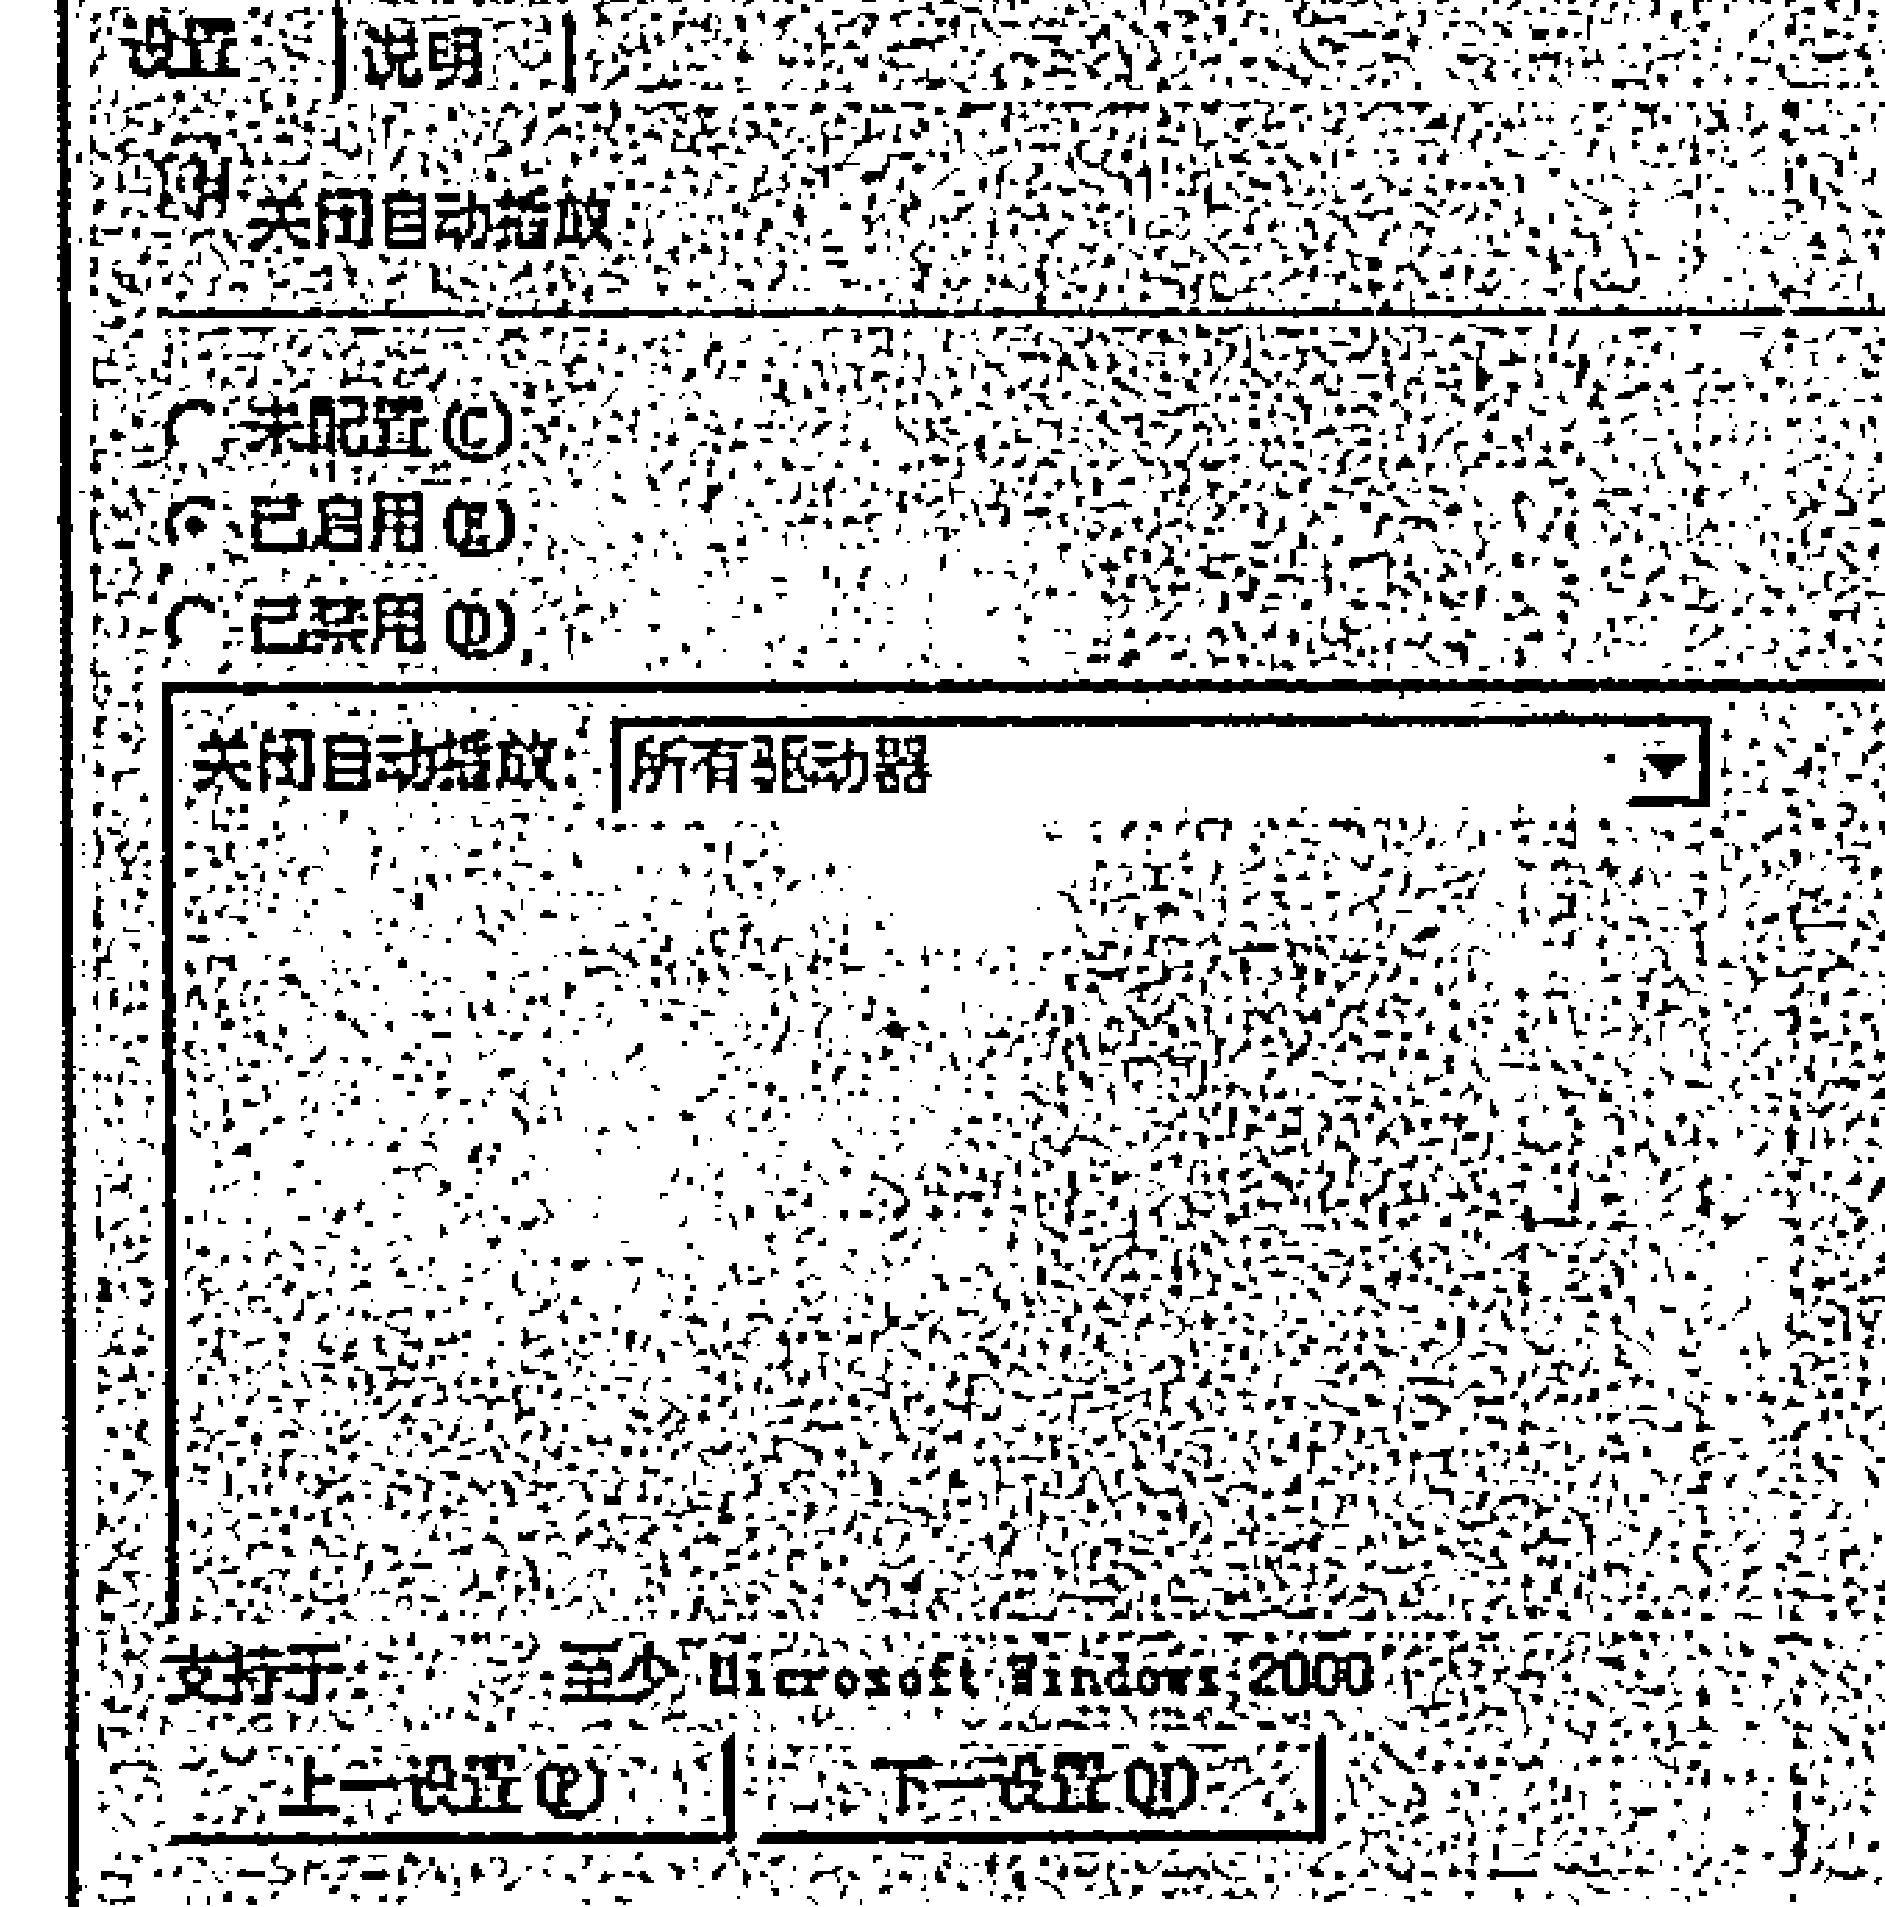 设置 说明
关闭自动播放
未配置(C)
已启用(E)
已禁用(D)
关闭自动播放 所有驱动器
支持于 至少 Microsoft Windows 2000
上一设置(P) 下一设置(N)